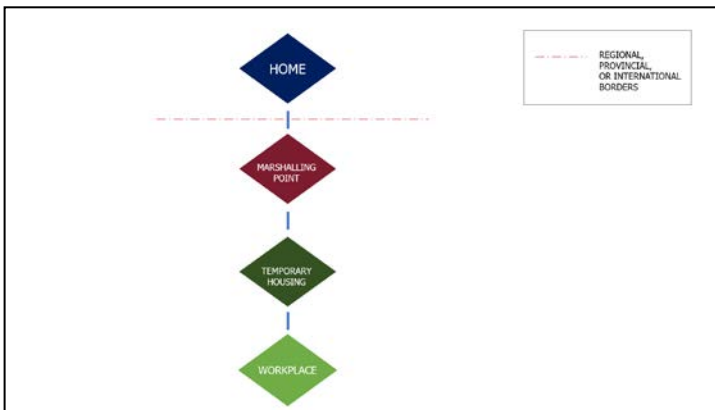 HOME
REGIONAL,
PROVINCIAL,
OR INTERNATIONAL
BORDERS
MARSHALLING
POINT
TEMPORARY
HOUSING
WORKPLACE